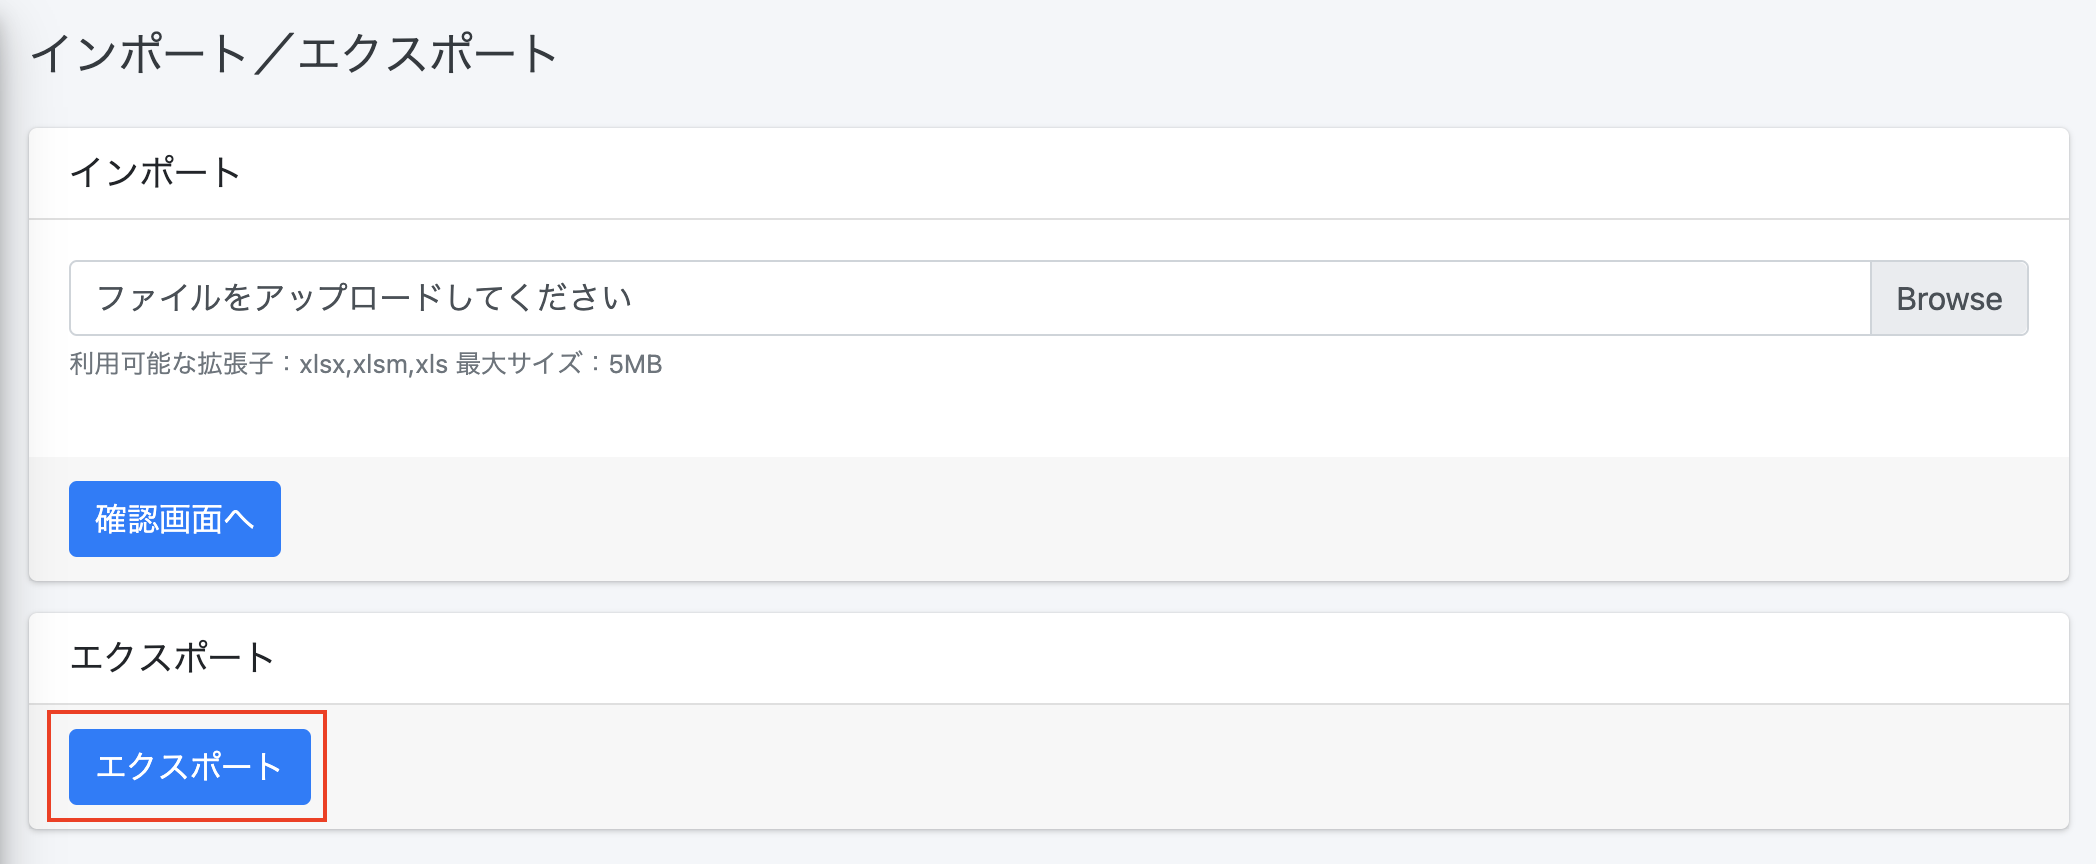 インポート／エクスポート
インポート
ファイルをアップロードしてください
Browse
利用可能な拡張子：xlsx,xlsm,xls 最大サイズ：5MB
確認画面へ
エクスポート
エクスポート